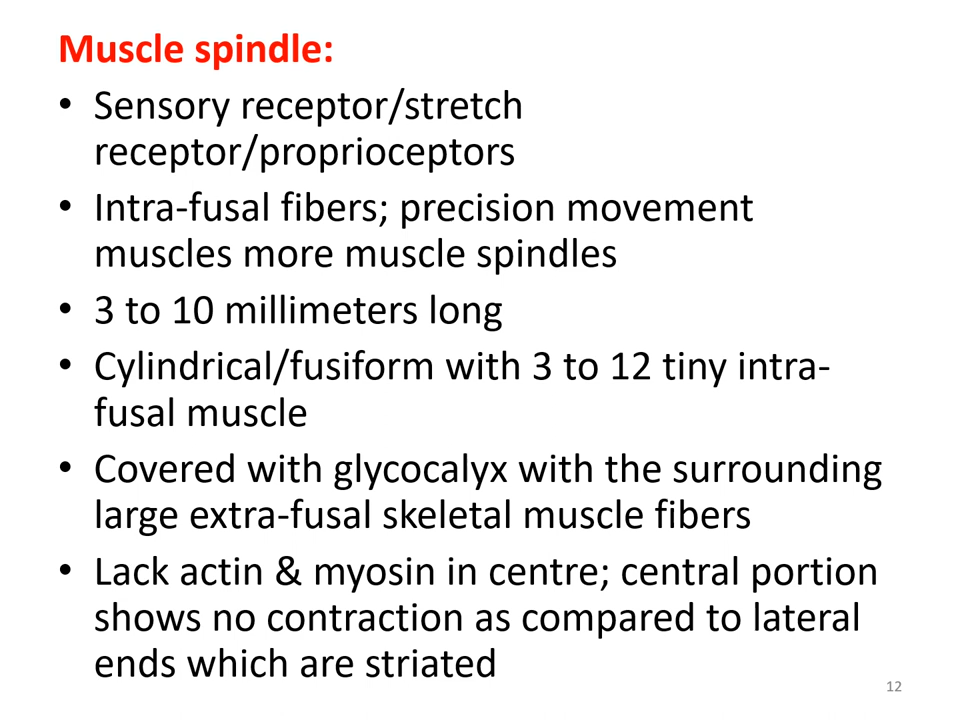 Muscle spindle:
• Sensory receptor/stretch
receptor/proprioceptors
• Intra-fusal fibers; precision movement
muscles more muscle spindles
• 3 to 10 millimeters long
• Cylindrical/fusiform with 3 to 12 tiny intra-
fusal muscle
• Covered with glycocalyx with the surrounding
large extra-fusal skeletal muscle fibers
• Lack actin & myosin in centre; central portion
shows no contraction as compared to lateral
ends which are striated
12